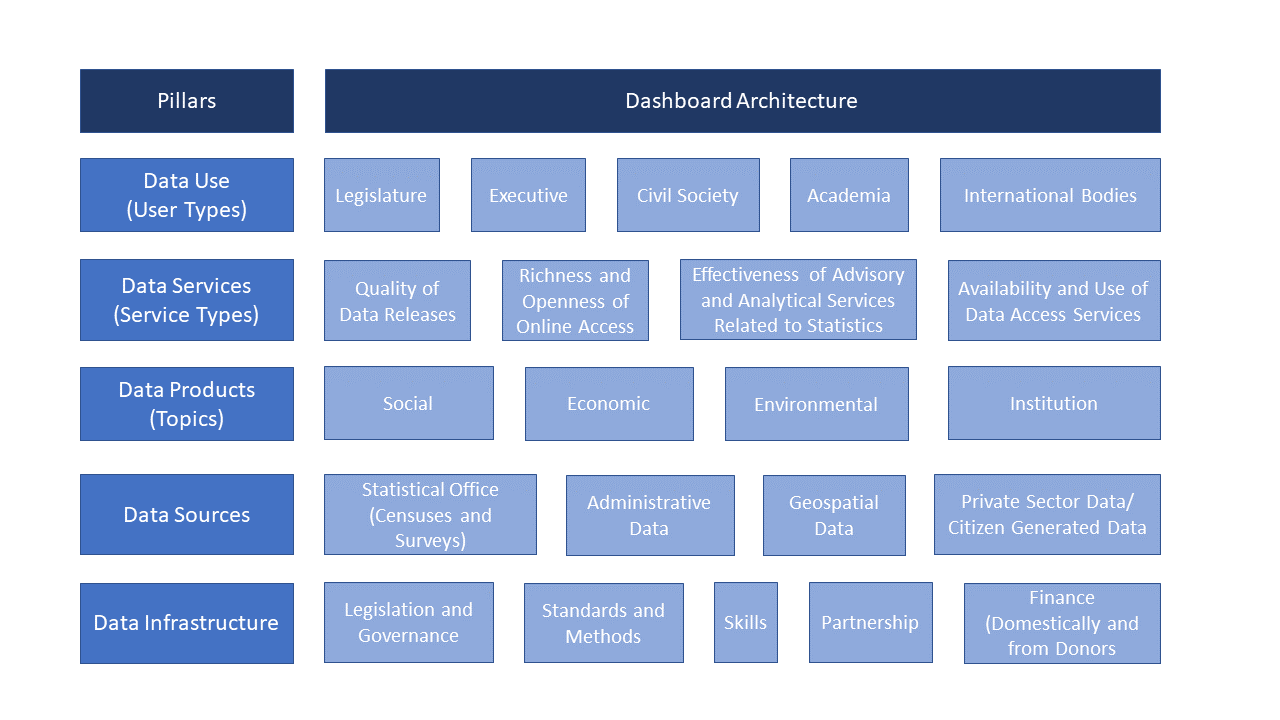 Pillars
Dashboard Architecture
Data Use
(User Types)
Legislature
Executive
Civil Society
Academia
International Bodies
Data Services
(Service Types)
Quality of
Data Releases
Richness and
Openness of
Online Access
Effectiveness of Advisory
and Analytical Services
Related to Statistics
Availability and Use of
Data Access Services
Data Products
(Topics)
Social
Economic
Environmental
Institution
Data Sources
Statistical Office
(Censuses and
Surveys)
Administrative
Data
Geospatial
Data
Private Sector Data/
Citizen Generated Data
Data Infrastructure
Legislation and
Governance
Standards and
Methods
Skills
Partnership
Finance
(Domestically and
from Donors